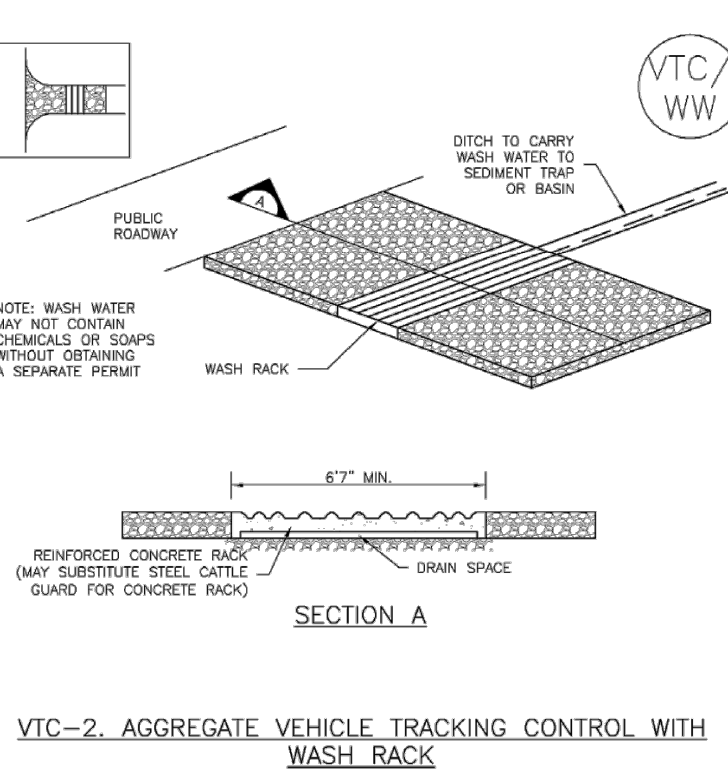 VTC/
WW
DITCH TO CARRY
WASH WATER TO
SEDIMENT TRAP
OR BASIN
A
PUBLIC
ROADWAY
NOTE: WASH WATER
MAY NOT CONTAIN
CHEMICALS OR SOAPS
WITHOUT OBTAINING
A SEPARATE PERMIT
WASH RACK
6'7" MIN.
REINFORCED CONCRETE RACK
(MAY SUBSTITUTE STEEL CATTLE
GUARD FOR CONCRETE RACK)
DRAIN SPACE
SECTION A
VTC-2. AGGREGATE VEHICLE TRACKING CONTROL WITH
WASH RACK